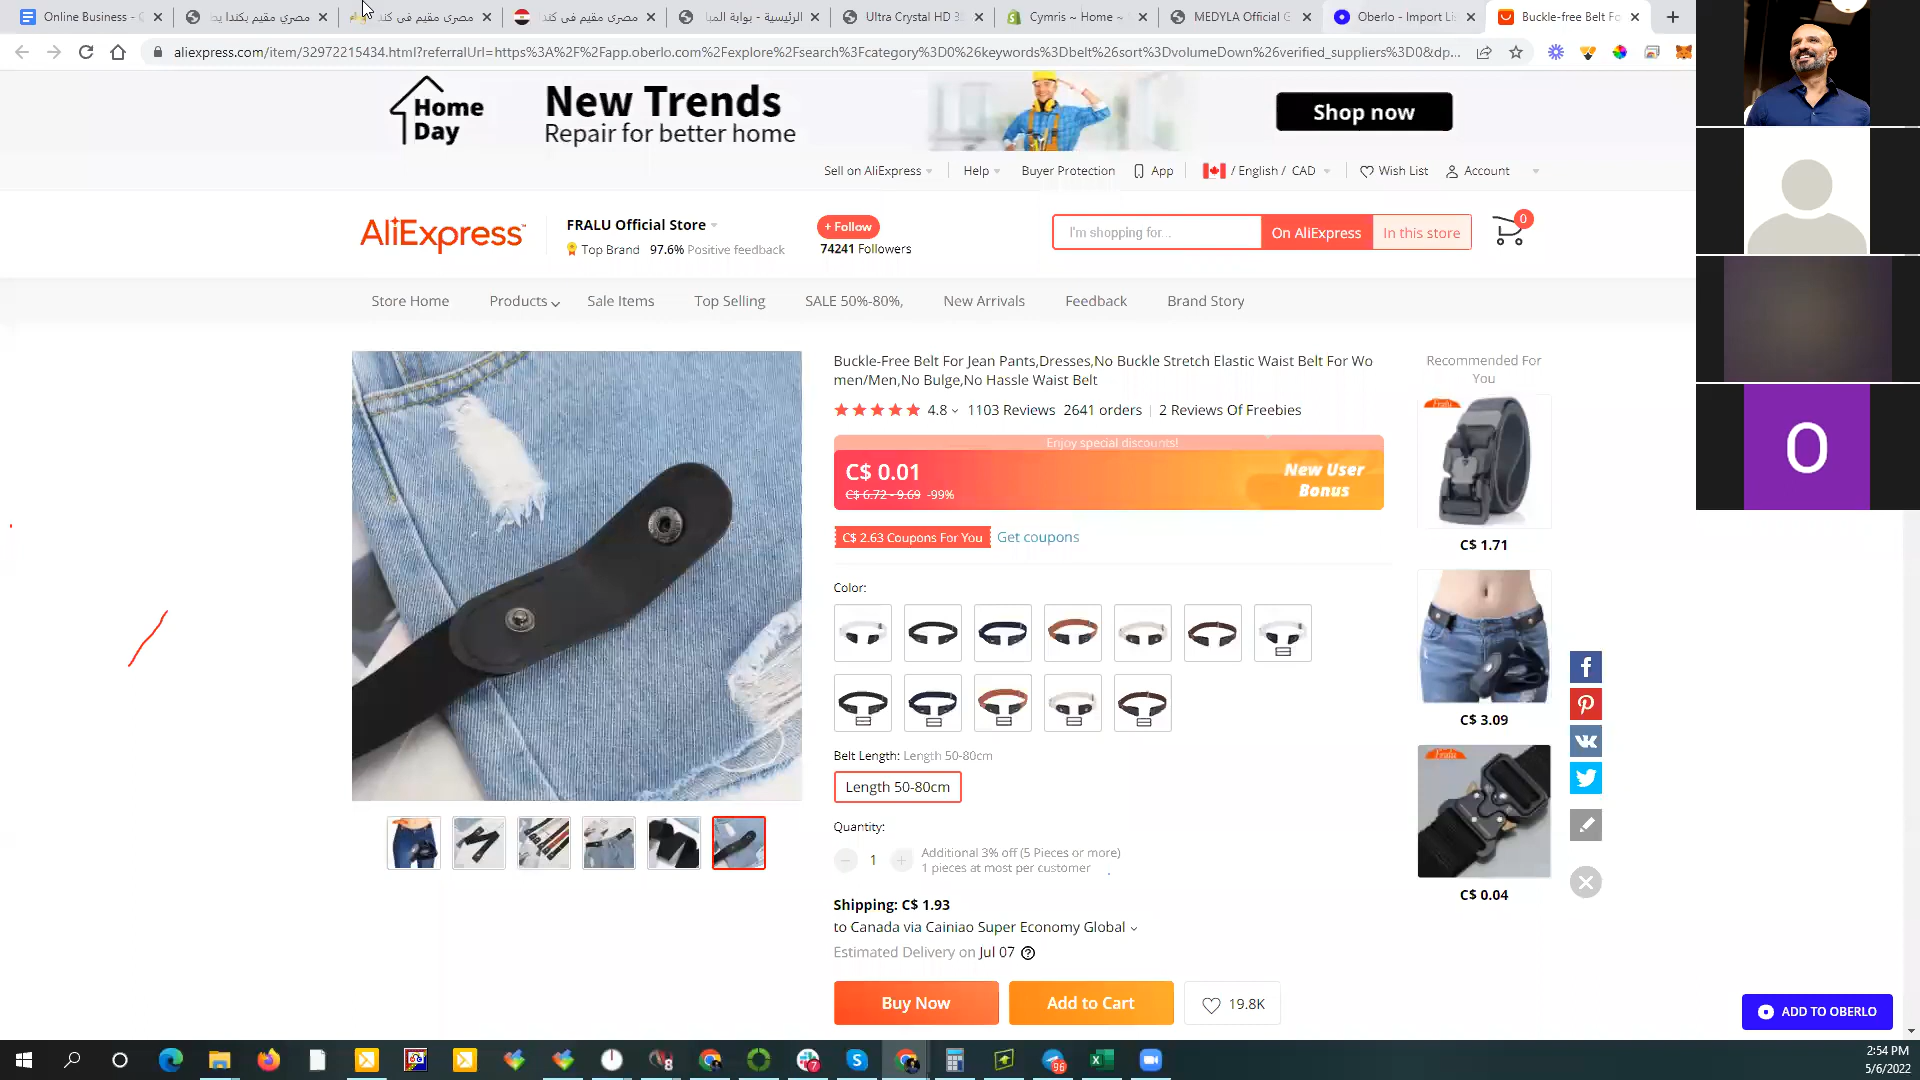 Online Business - G
مصري مقيم بكندا يط
مصرى مقيم فى كند
مصرى مقيم فى كند
الرئيسية - بوابة المبا
Ultra Crystal HD 3
Cymris ~ Home ~
MEDYLA Official G
Oberlo - Import Lis
Buckle-free Belt Fo
aliexpress.com/item/32972215434.html?referralUrl=https%3A%2F%2Fapp.oberlo.com%2Fexplore%2Fsearch%3Fcategory%3D0%26keywords%3Dbelt%26sort%3DvolumeDown%26verified_suppliers%3D0&dp...
Home Day
New Trends
Repair for better home
Shop now
Sell on AliExpress
Help
Buyer Protection
App
/ English / CAD
Wish List
Account
AliExpress™
FRALU Official Store
Top Brand 97.6% Positive feedback
+ Follow
74241 Followers
I'm shopping for...
On AliExpress
In this store
0
Store Home
Products
Sale Items
Top Selling
SALE 50%-80%,
New Arrivals
Feedback
Brand Story
Buckle-Free Belt For Jean Pants,Dresses,No Buckle Stretch Elastic Waist Belt For Wo
men/Men,No Bulge,No Hassle Waist Belt
4.8 1103 Reviews 2641 orders | 2 Reviews Of Freebies
Enjoy special discounts!
C$ 0.01
C$ 6.72 - 9.69 -99%
New User
Bonus
C$ 2.63 Coupons For You
Get coupons
Color:
Belt Length: Length 50-80cm
Length 50-80cm
Quantity:
1
Additional 3% off (5 Pieces or more)
1 pieces at most per customer
Shipping: C$ 1.93
to Canada via Cainiao Super Economy Global
Estimated Delivery on Jul 07
Buy Now
Add to Cart
19.8K
Recommended For
You
Fralu
C$ 1.71
C$ 3.09
Fralu
C$ 0.04
O
ADD TO OBERLO
2:54 PM
5/6/2022